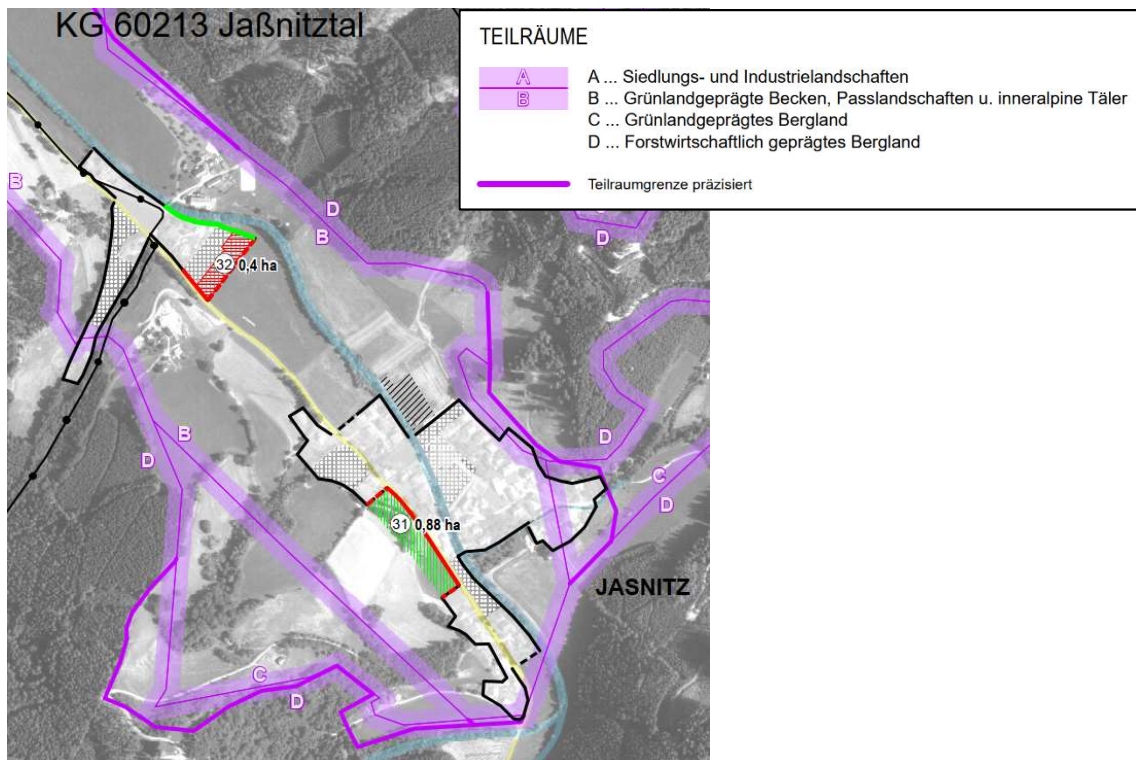 KG 60213 Jaßnitztal
TEILRÄUME
A
B
A ... Siedlungs- und Industrielandschaften
B ... Grünlandgeprägte Becken, Passlandschaften u. inneralpine Täler
C ... Grünlandgeprägtes Bergland
D ... Forstwirtschaftlich geprägtes Bergland
Teilraumgrenze präzisiert
B
D
B
D
32 0,4 ha
B
D
D
C
D
31 0,88 ha
JASNITZ
C
D